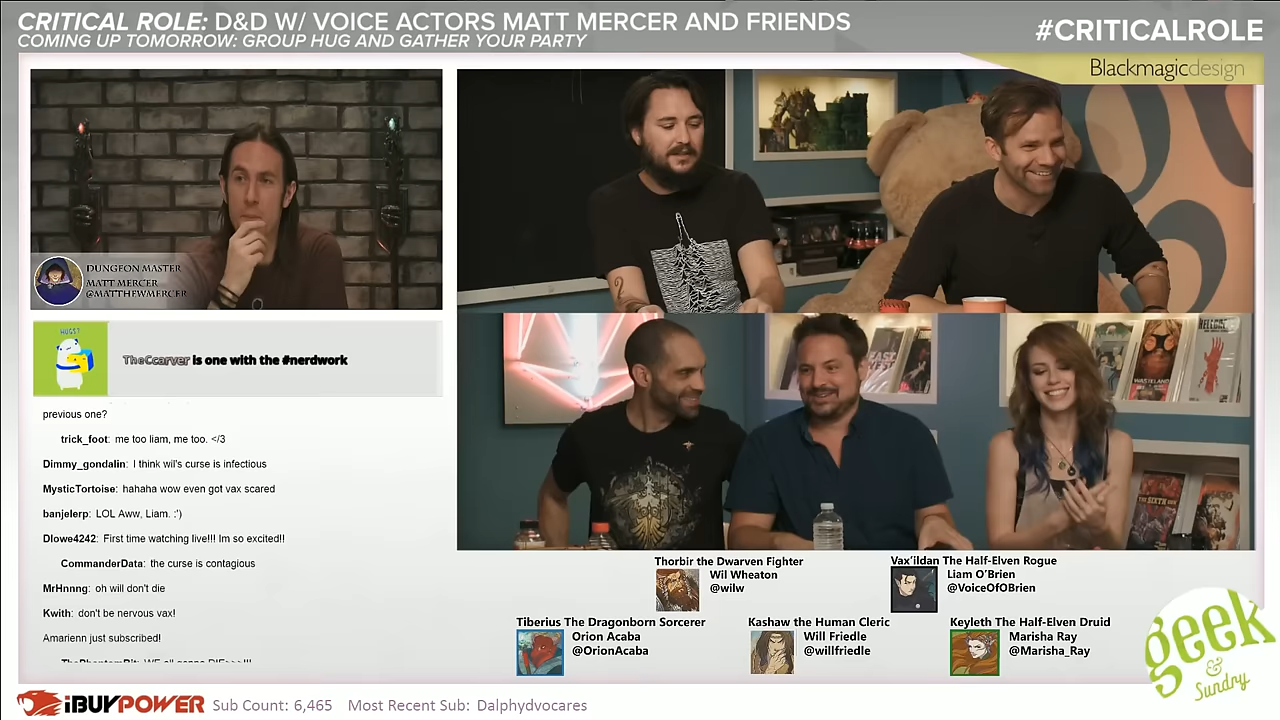 CRITICAL ROLE: D&D W/ VOICE ACTORS MATT MERCER AND FRIENDS
COMING UP TOMORROW: GROUP HUG AND GATHER YOUR PARTY
#CRITICALROLE
Blackmagicdesign
DUNGEON MASTER
MATT MERCER
@MATTHEWMERCER
HUGS?
TheCcarver is one with the #nerdwork
previous one?
trick_foot: me too liam, me too. </3
Dimmy_gondalin: I think wil's curse is infectious
MysticTortoise: hahaha wow even got vax scared
banjelerp: LOL Aww, Liam. :')
Dlowe4242: First time watching live!!! Im so excited!!
CommanderData: the curse is contagious
MrHnnng: oh will don't die
Kwith: don't be nervous vax!
Amarienn just subscribed!
WASTELAND
THE SIXTH GUN
Thorbir the Dwarven Fighter
Wil Wheaton
@wilw
Vax'ildan The Half-Elven Rogue
Liam O'Brien
@VoiceOfOBrien
Tiberius The Dragonborn Sorcerer
Orion Acaba
@OrionAcaba
Kashaw the Human Cleric
Will Friedle
@willfriedle
Keyleth The Half-Elven Druid
Marisha Ray
@Marisha_Ray
geek
&
Sundry
iBUYPOWER
Sub Count: 6,465 Most Recent Sub: Dalphydvocares